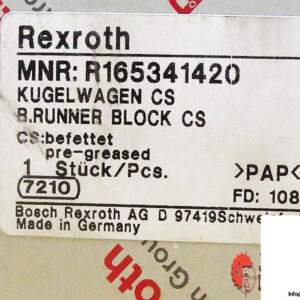 Rexroth
MNR: R165341420
KUGELWAGEN CS
B.RUNNER BLOCK CS
CS:befettet
pre-greased
1 Stück/Pcs.
>PAP<
7210
FD: 108
Bosch Rexroth AG D 97419Schwe
Made in Germany